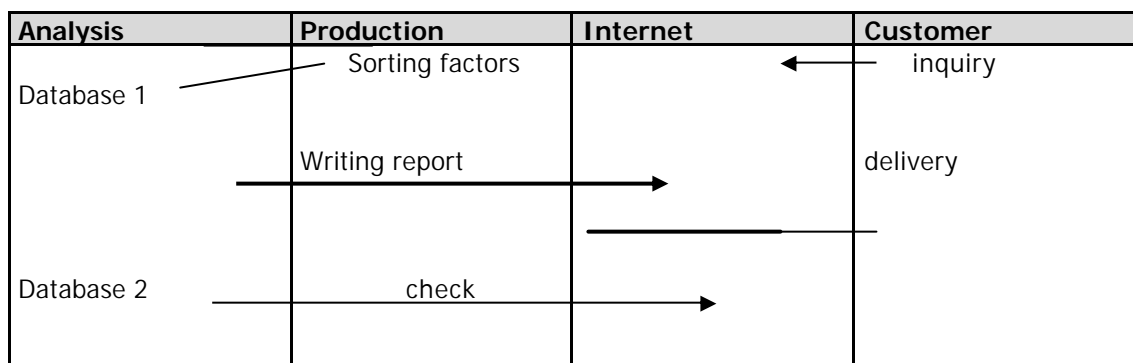 Analysis Production Internet Customer
Sorting factors inquiry
Database 1
Writing report delivery
Database 2 check